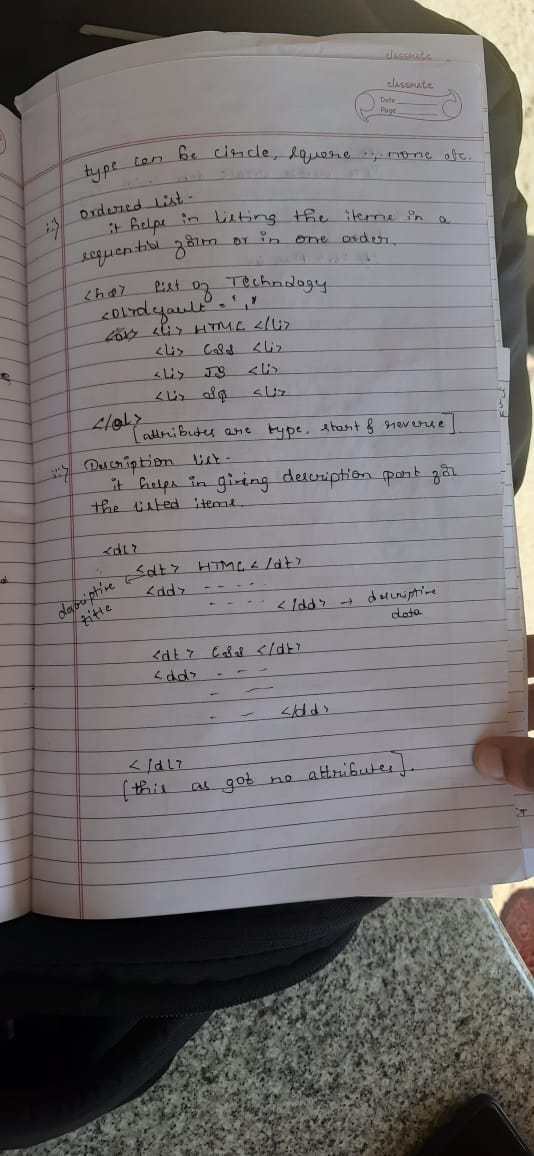 classmate
classmate
Date
Page
type can be circle, square, none etc.
ii) ordered list-
it helps in listing the items in a
sequential form or in one order.
<h2> list of Technology
<ol> <li> HTML </li>
<li> CSS <li>
<li> JS <li>
<li> <li>
</ol>
[attributes are type, start & reverse]
iii) Description list-
it helps in giving description part for
the listed items.
<dl>
<dt> HTML </dt>
descriptive title
<dd> - - - - -
- - - - </dd> → descriptive data
<dt> CSS </dt>
<dd> - - -
- —
- - </dd>
</dl>
[this as got no attributes].